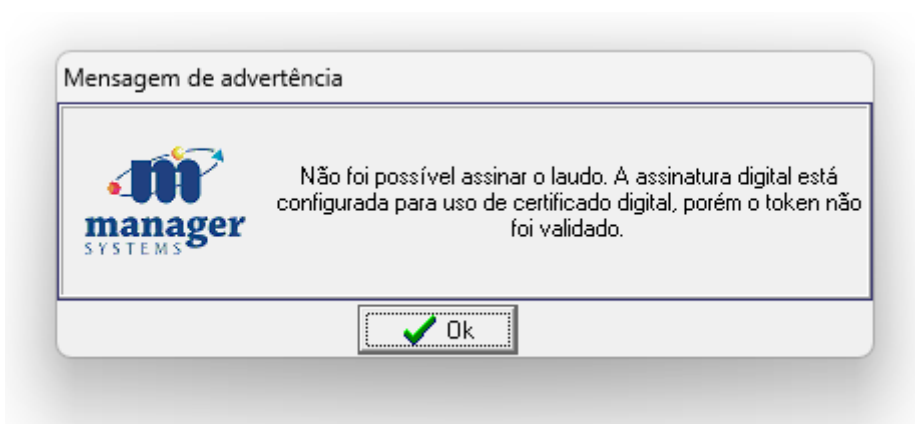 Mensagem de advertência
Não foi possível assinar o laudo. A assinatura digital está
configurada para uso de certificado digital, porém o token não
foi validado.
m
manager
SYSTEMS
Ok